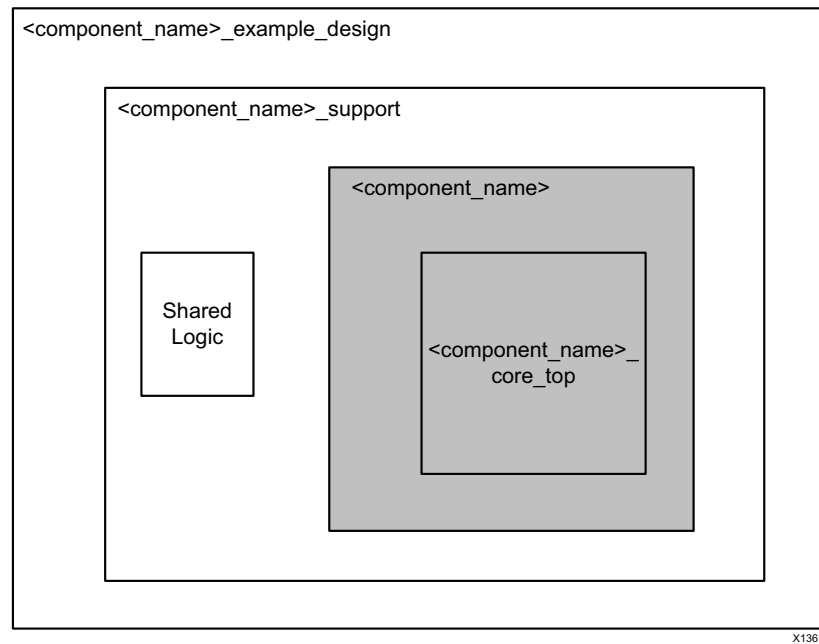 <component_name>_example_design
<component_name>_support
<component_name>
Shared
Logic
<component_name>_
core_top
X136